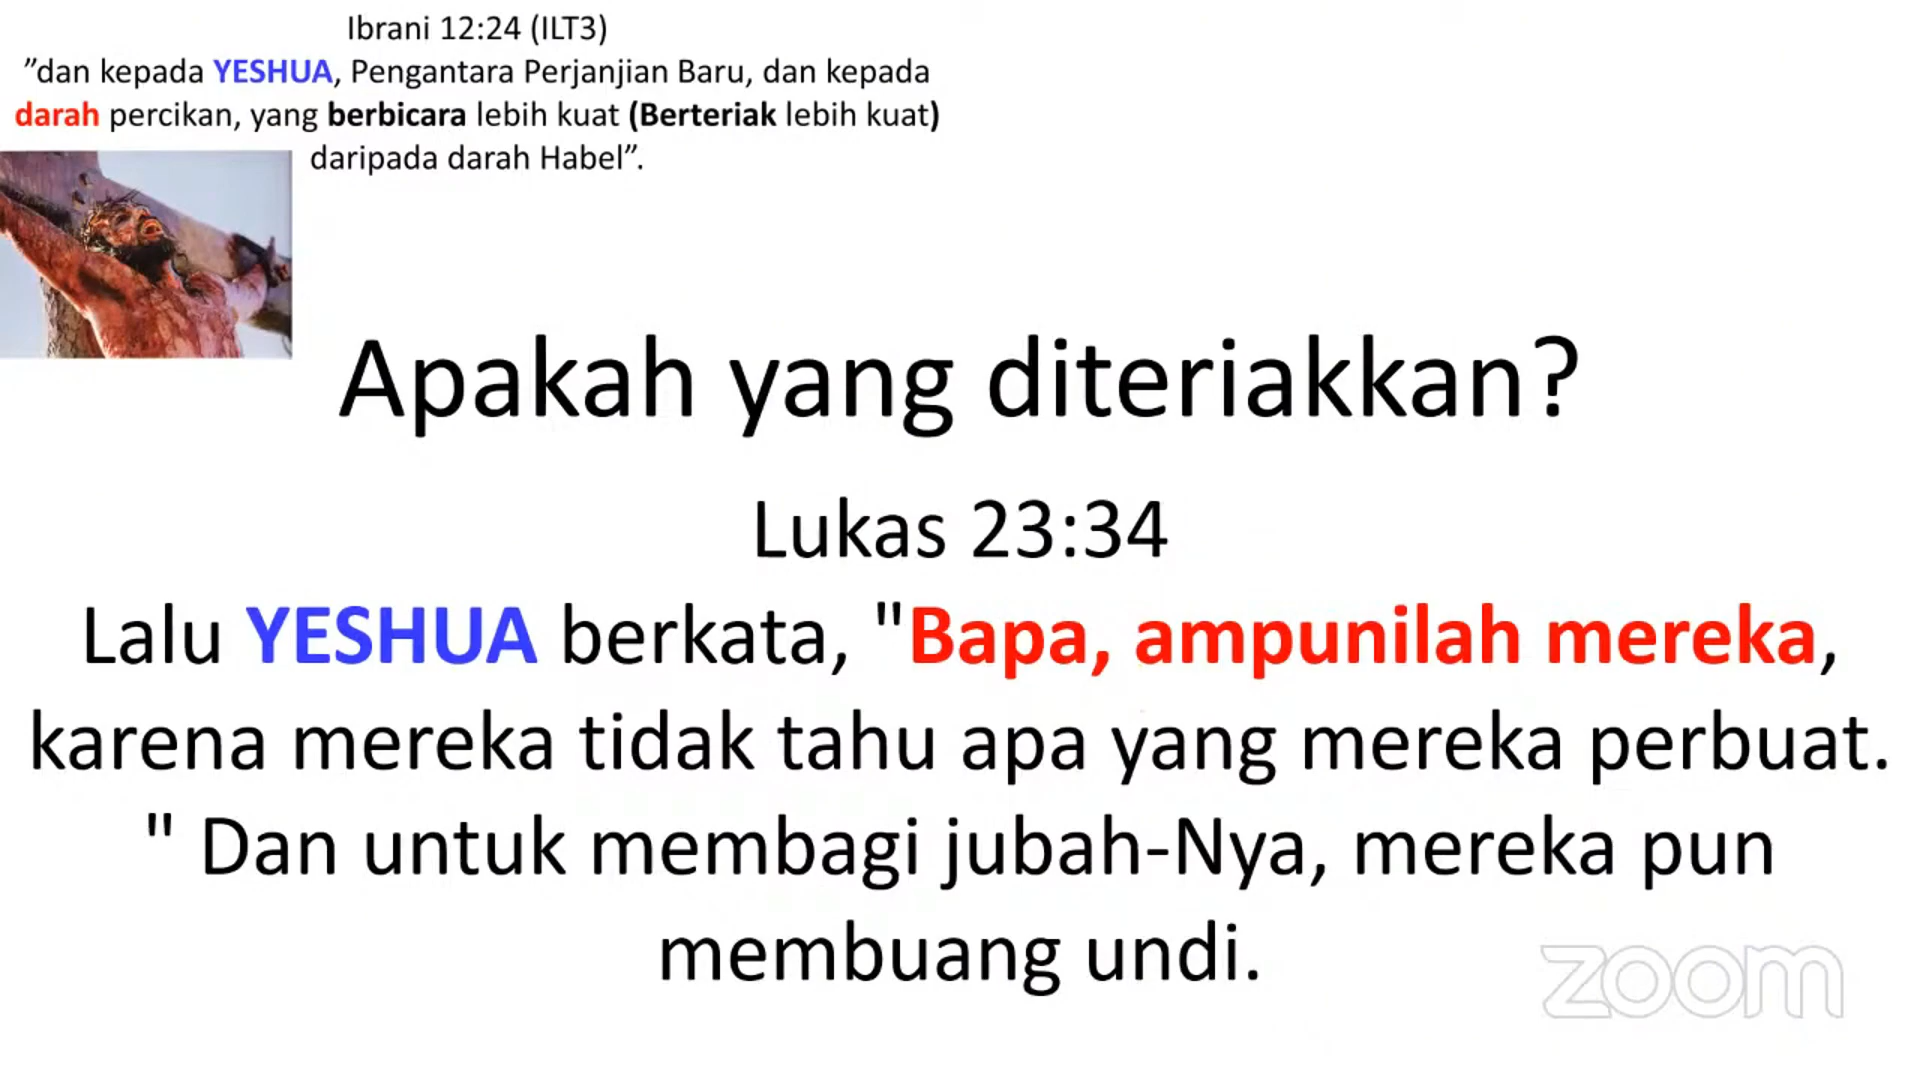 Ibrani 12:24 (ILT3)
”dan kepada YESHUA, Pengantara Perjanjian Baru, dan kepada
darah percikan, yang berbicara lebih kuat (Berteriak lebih kuat)
daripada darah Habel”.
Apakah yang diteriakkan?
Lukas 23:34
Lalu YESHUA berkata, "Bapa, ampunilah mereka,
karena mereka tidak tahu apa yang mereka perbuat.
" Dan untuk membagi jubah-Nya, mereka pun
membuang undi.
zoom